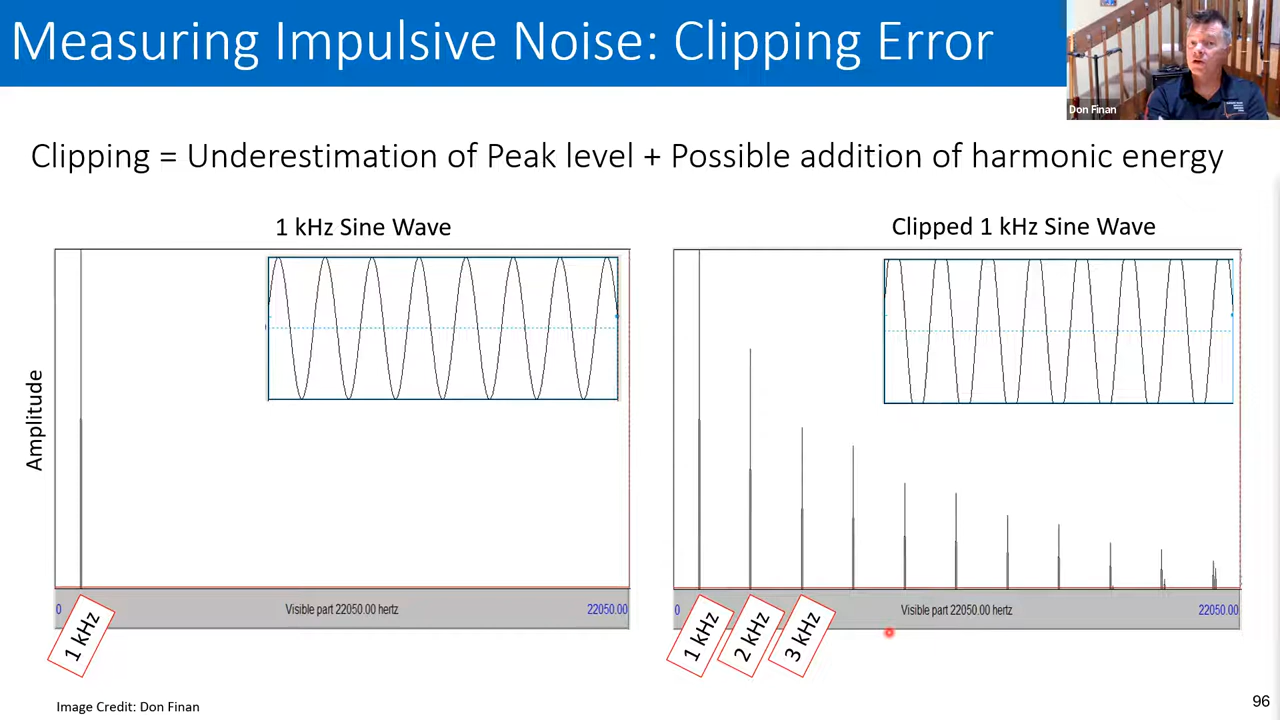 Measuring Impulsive Noise: Clipping Error
Don Finan
Clipping = Underestimation of Peak level + Possible addition of harmonic energy
1 kHz Sine Wave
Clipped 1 kHz Sine Wave
Amplitude
0
Visible part 22050.00 hertz
22050.00
0
Visible part 22050.00 hertz
22050.00
1 kHz
1 kHz
2 kHz
3 kHz
Image Credit: Don Finan
96